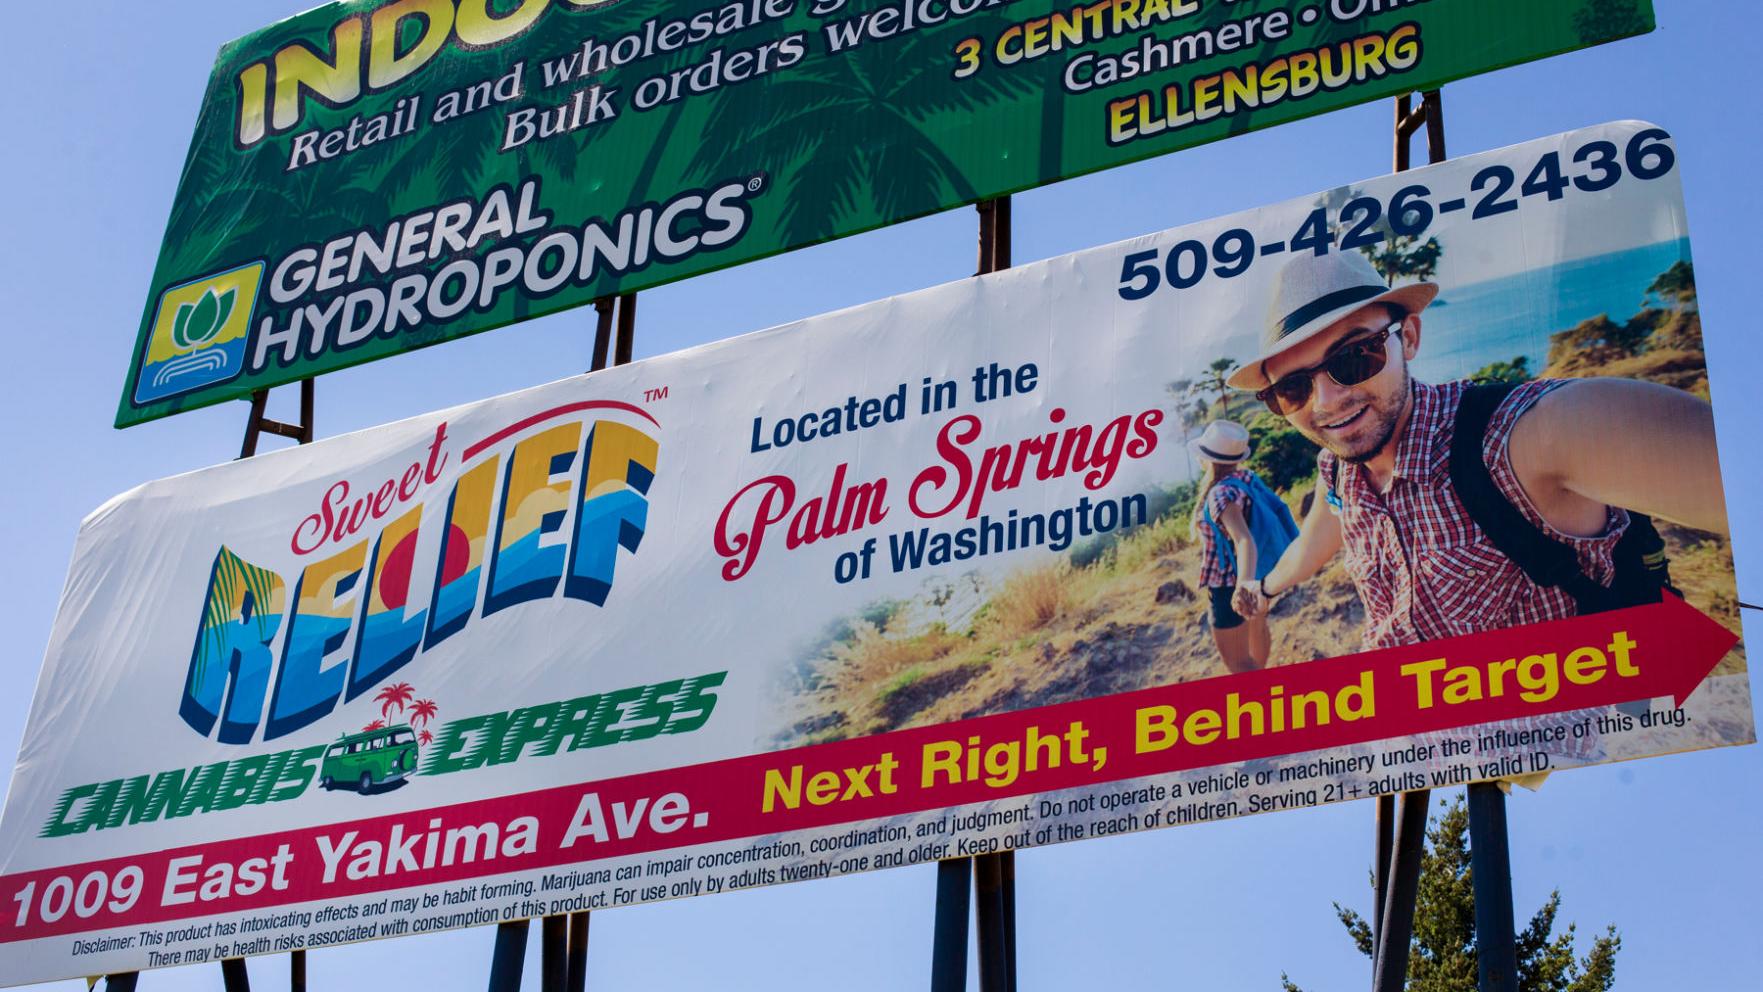 Retail and wholesale
Bulk orders
3 CENTRAL
Cashmere •
ELLENSBURG
GENERAL
HYDROPONICS®
509-426-2436
Sweet
RELIEF™
CANNABIS EXPRESS
Located in the
Palm Springs
of Washington
1009 East Yakima Ave. Next Right, Behind Target
Disclaimer: This product has intoxicating effects and may be habit forming. Marijuana can impair concentration, coordination, and judgment. Do not operate a vehicle or machinery under the influence of this drug.
There may be health risks associated with consumption of this product. For use only by adults twenty-one and older. Keep out of the reach of children. Serving 21+ adults with valid ID.